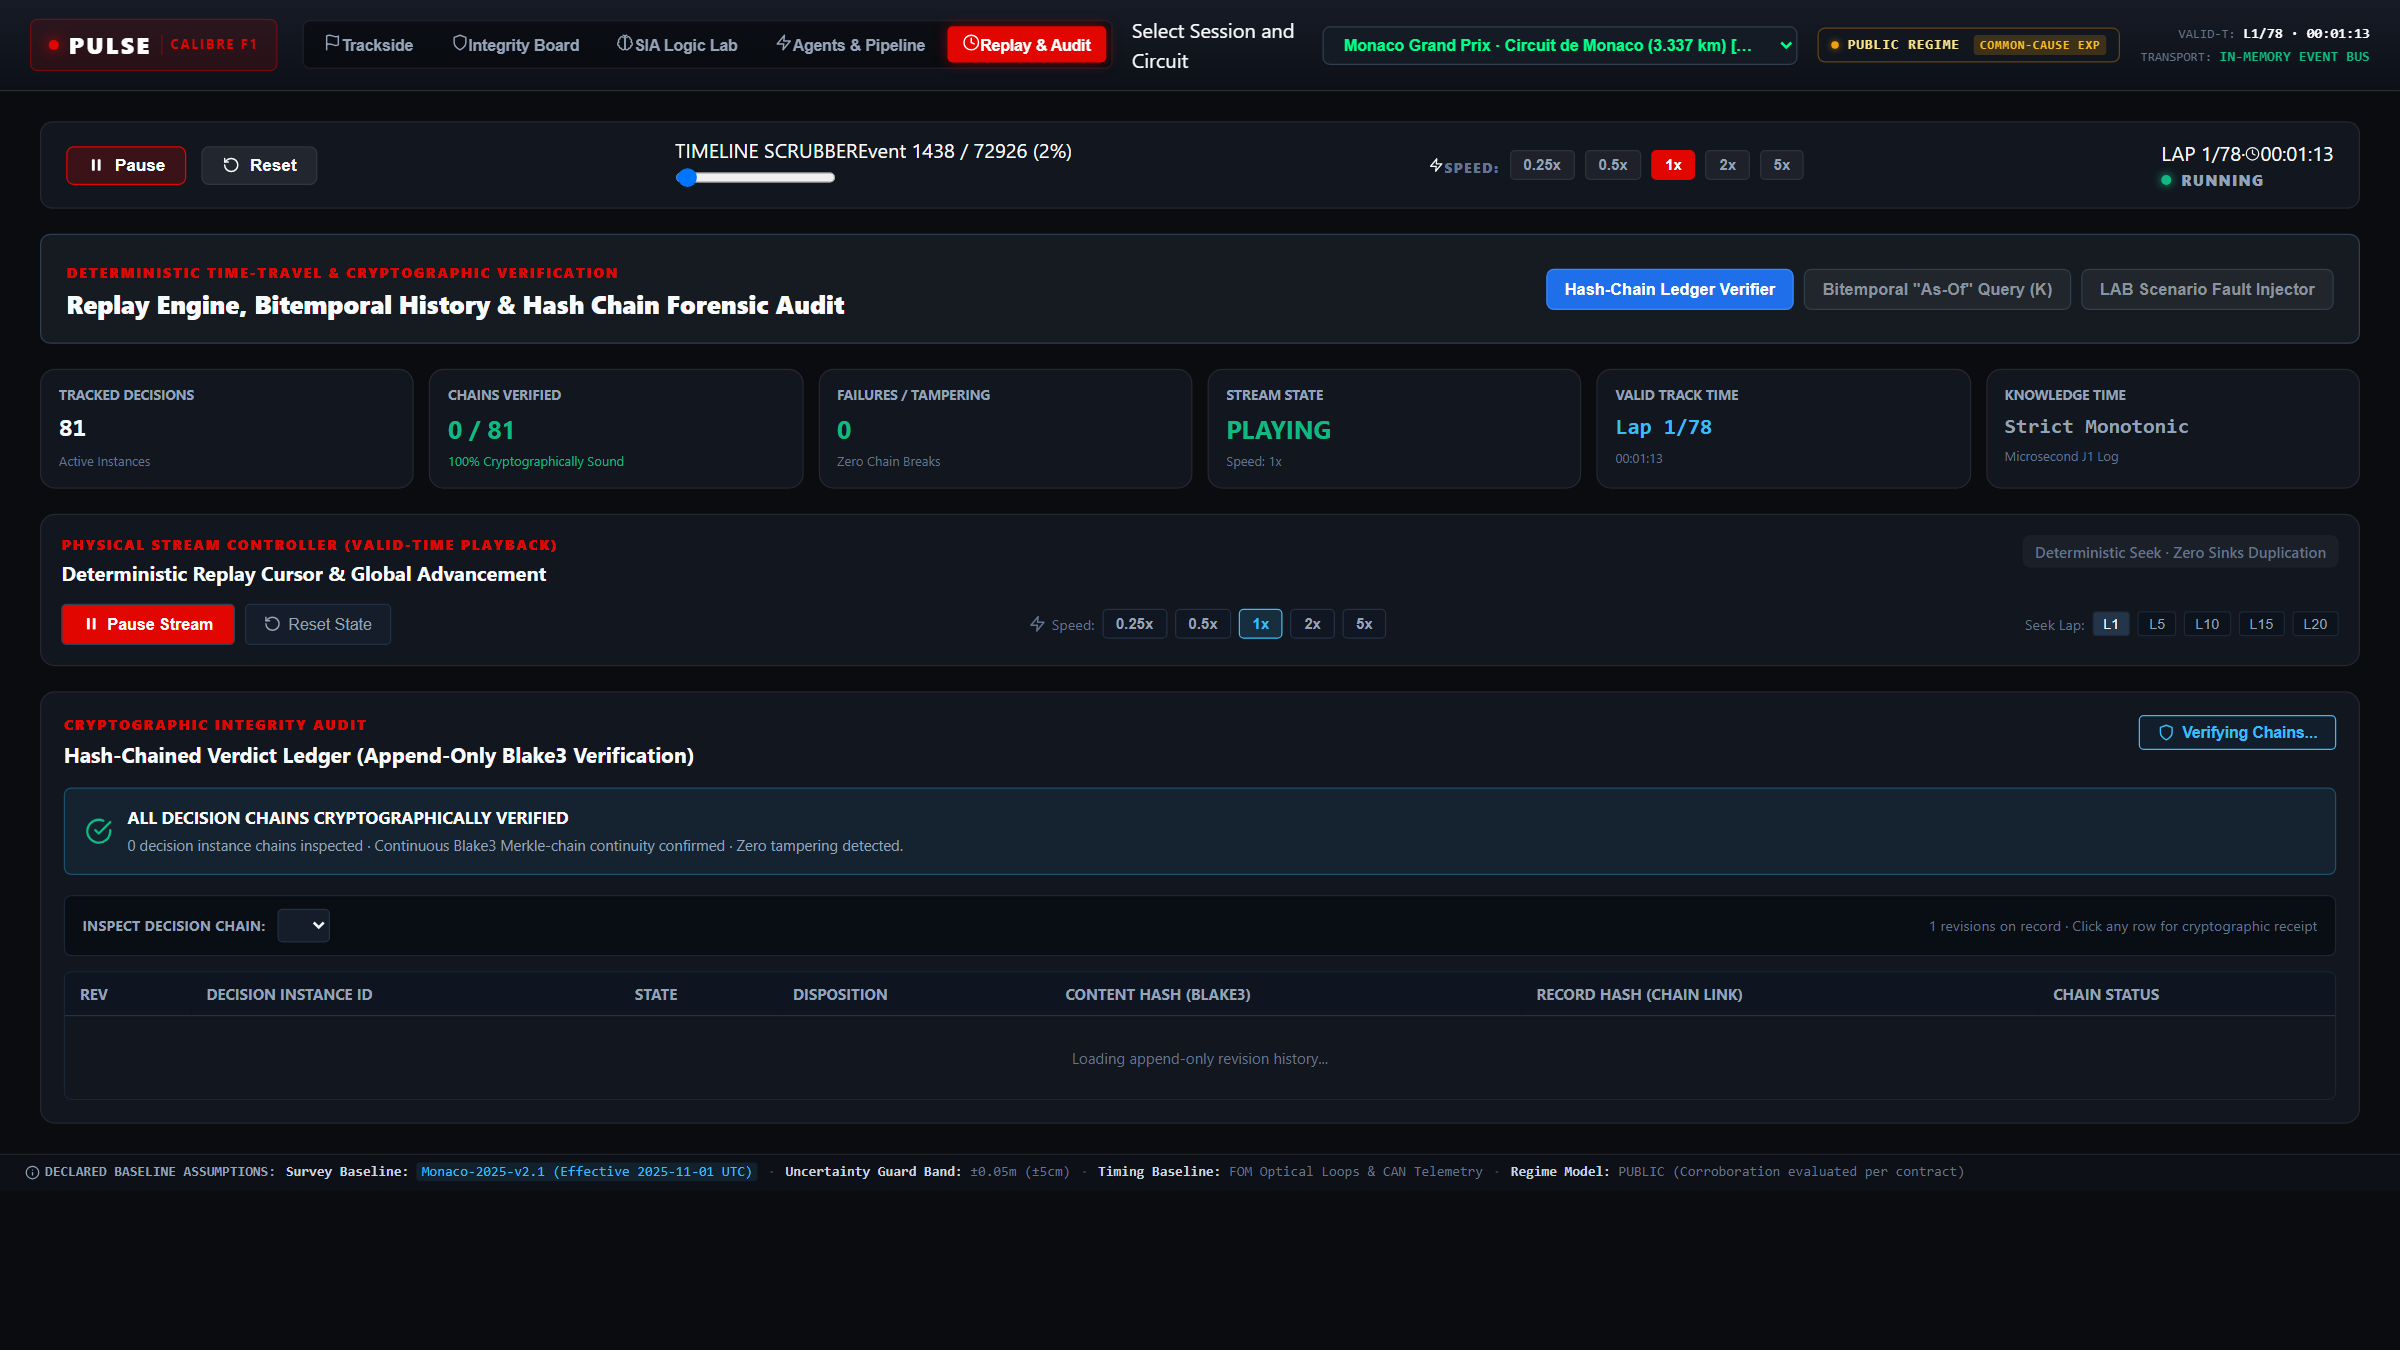 PULSE CALIBRE F1
Trackside
Integrity Board
SIA Logic Lab
Agents & Pipeline
Replay & Audit
Select Session and
Circuit
Monaco Grand Prix · Circuit de Monaco (3.337 km) [...
PUBLIC REGIME COMMON-CAUSE EXP
VALID-T: L1/78 • 00:01:13
TRANSPORT: IN-MEMORY EVENT BUS
Pause
Reset
TIMELINE SCRUBBEREvent 1438 / 72926 (2%)
SPEED: 0.25x 0.5x 1x 2x 5x
LAP 1/78·00:01:13
RUNNING
DETERMINISTIC TIME-TRAVEL & CRYPTOGRAPHIC VERIFICATION
Replay Engine, Bitemporal History & Hash Chain Forensic Audit
Hash-Chain Ledger Verifier
Bitemporal "As-Of" Query (K)
LAB Scenario Fault Injector
TRACKED DECISIONS
81
Active Instances
CHAINS VERIFIED
0 / 81
100% Cryptographically Sound
FAILURES / TAMPERING
0
Zero Chain Breaks
STREAM STATE
PLAYING
Speed: 1x
VALID TRACK TIME
Lap 1/78
00:01:13
KNOWLEDGE TIME
Strict Monotonic
Microsecond J1 Log
PHYSICAL STREAM CONTROLLER (VALID-TIME PLAYBACK)
Deterministic Replay Cursor & Global Advancement
Deterministic Seek · Zero Sinks Duplication
Pause Stream
Reset State
Speed: 0.25x 0.5x 1x 2x 5x
Seek Lap: L1 L5 L10 L15 L20
CRYPTOGRAPHIC INTEGRITY AUDIT
Hash-Chained Verdict Ledger (Append-Only Blake3 Verification)
Verifying Chains...
ALL DECISION CHAINS CRYPTOGRAPHICALLY VERIFIED
0 decision instance chains inspected · Continuous Blake3 Merkle-chain continuity confirmed · Zero tampering detected.
INSPECT DECISION CHAIN:
1 revisions on record · Click any row for cryptographic receipt
REV DECISION INSTANCE ID STATE DISPOSITION CONTENT HASH (BLAKE3) RECORD HASH (CHAIN LINK) CHAIN STATUS
Loading append-only revision history...
DECLARED BASELINE ASSUMPTIONS: Survey Baseline: Monaco-2025-v2.1 (Effective 2025-11-01 UTC) · Uncertainty Guard Band: ±0.05m (±5cm) · Timing Baseline: FOM Optical Loops & CAN Telemetry · Regime Model: PUBLIC (Corroboration evaluated per contract)